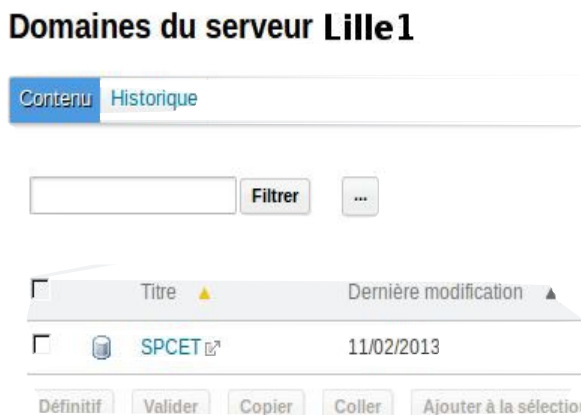 Domaines du serveur Lille1
Contenu Historique
Filtrer ...
Titre Dernière modification
SPCET 11/02/2013
Définitif Valider Copier Coller Ajouter à la sélection